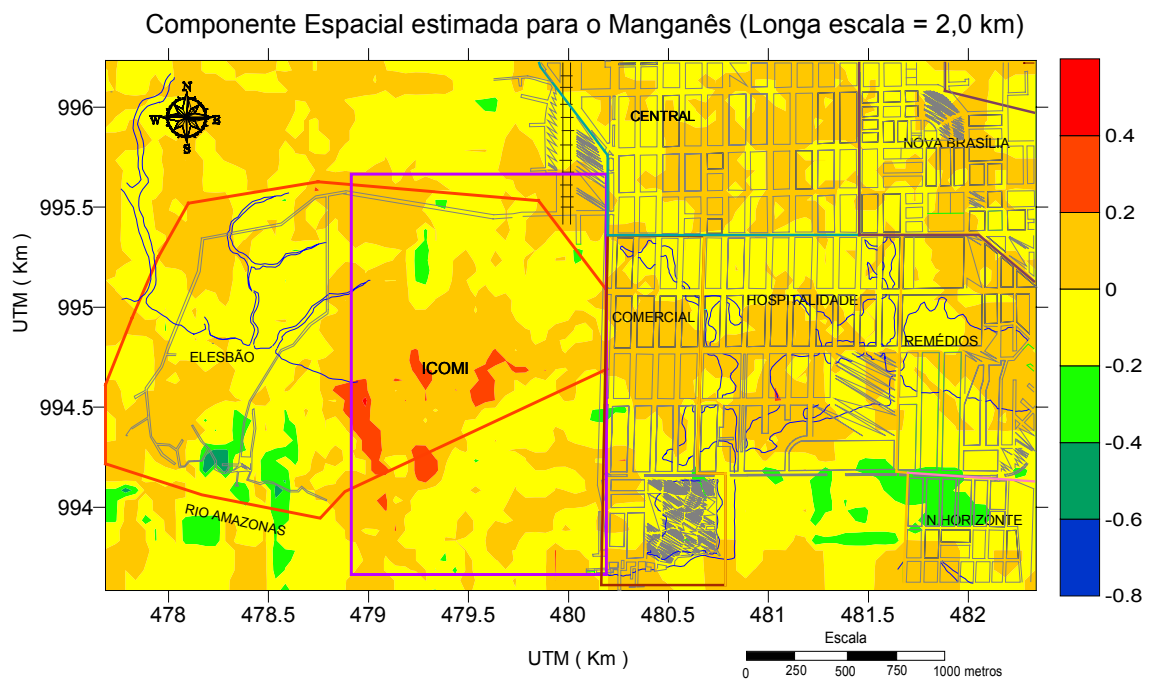 Componente Espacial estimada para o Manganês (Longa escala = 2,0 km)
N
W E
S
CENTRAL
NOVA BRASÍLIA
HOSPITALIDADE
COMERCIAL
REMÉDIOS
ELESBÃO
ICOMI
RIO AMAZONAS
N.HORIZONTE
UTM ( Km )
996
995.5
995
994.5
994
478 478.5 479 479.5 480 480.5 481 481.5 482
UTM ( Km )
0.4
0.2
0
-0.2
-0.4
-0.6
-0.8
Escala
0 250 500 750 1000 metros